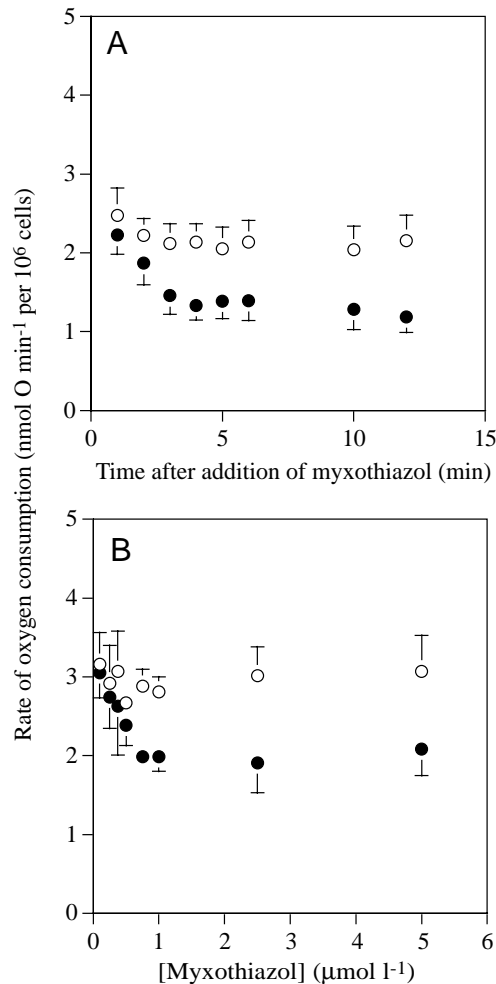 Rate of oxygen consumption (nmol O min-1 per 10⁶ cells)
A
5
4
3
2
1
0
0 5 10 15
Time after addition of myxothiazol (min)
B
5
4
3
2
1
0
0 1 2 3 4 5 6
[Myxothiazol] (μmol l-1)